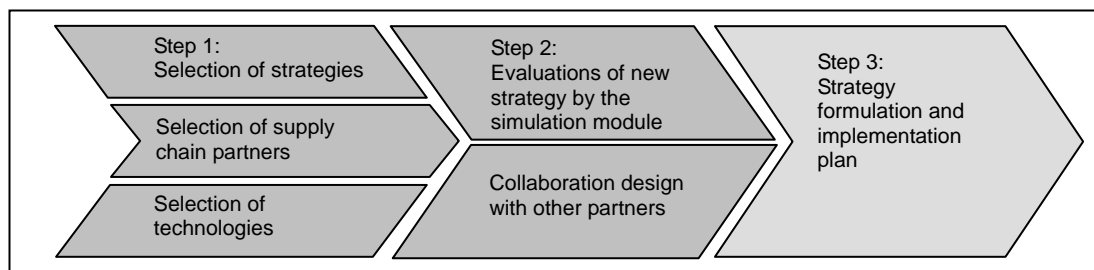 Step 1:
Selection of strategies
Selection of supply
chain partners
Selection of
technologies
Step 2:
Evaluations of new
strategy by the
simulation module
Collaboration design
with other partners
Step 3:
Strategy
formulation and
implementation
plan